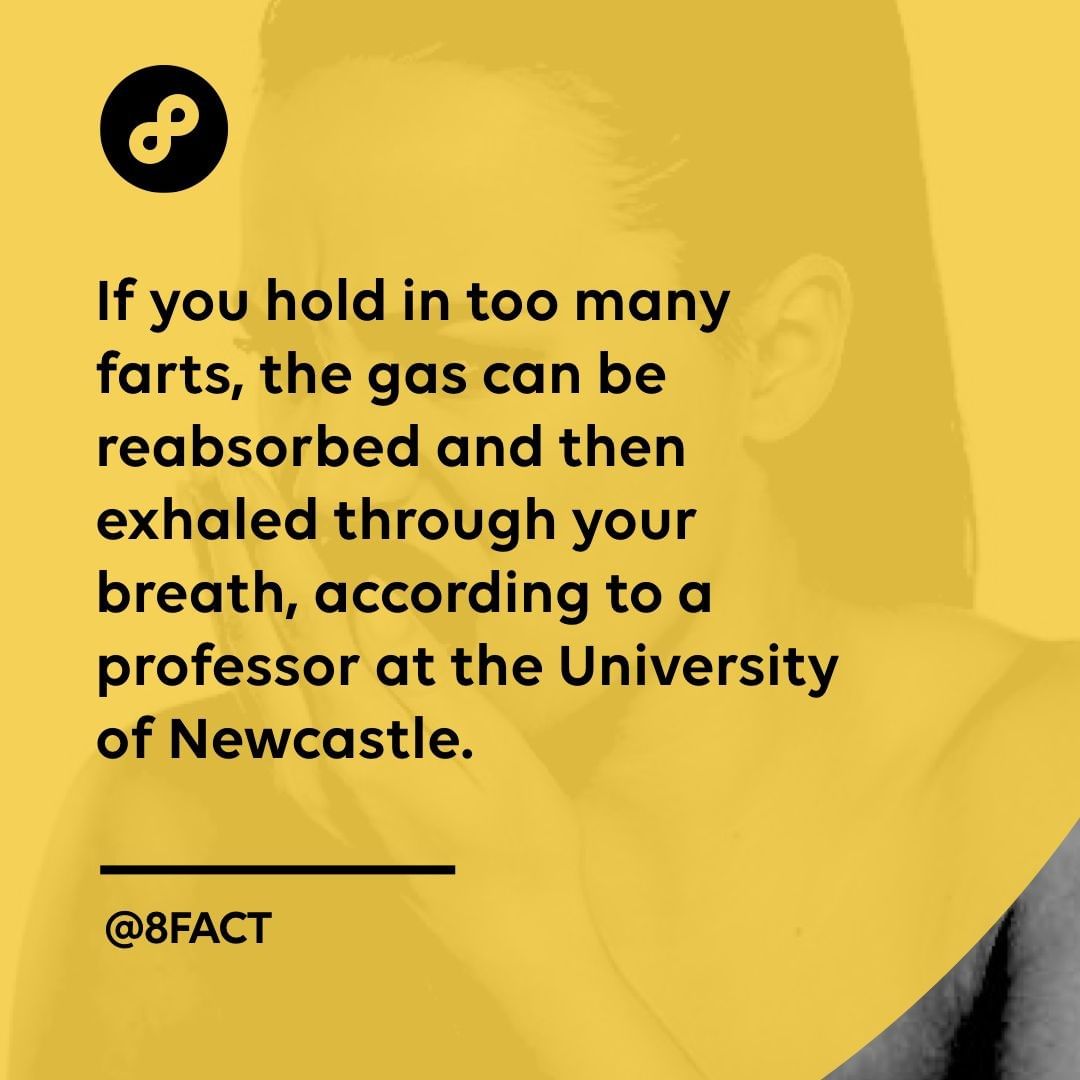 If you hold in too many
farts, the gas can be
reabsorbed and then
exhaled through your
breath, according to a
professor at the University
of Newcastle.
@8FACT